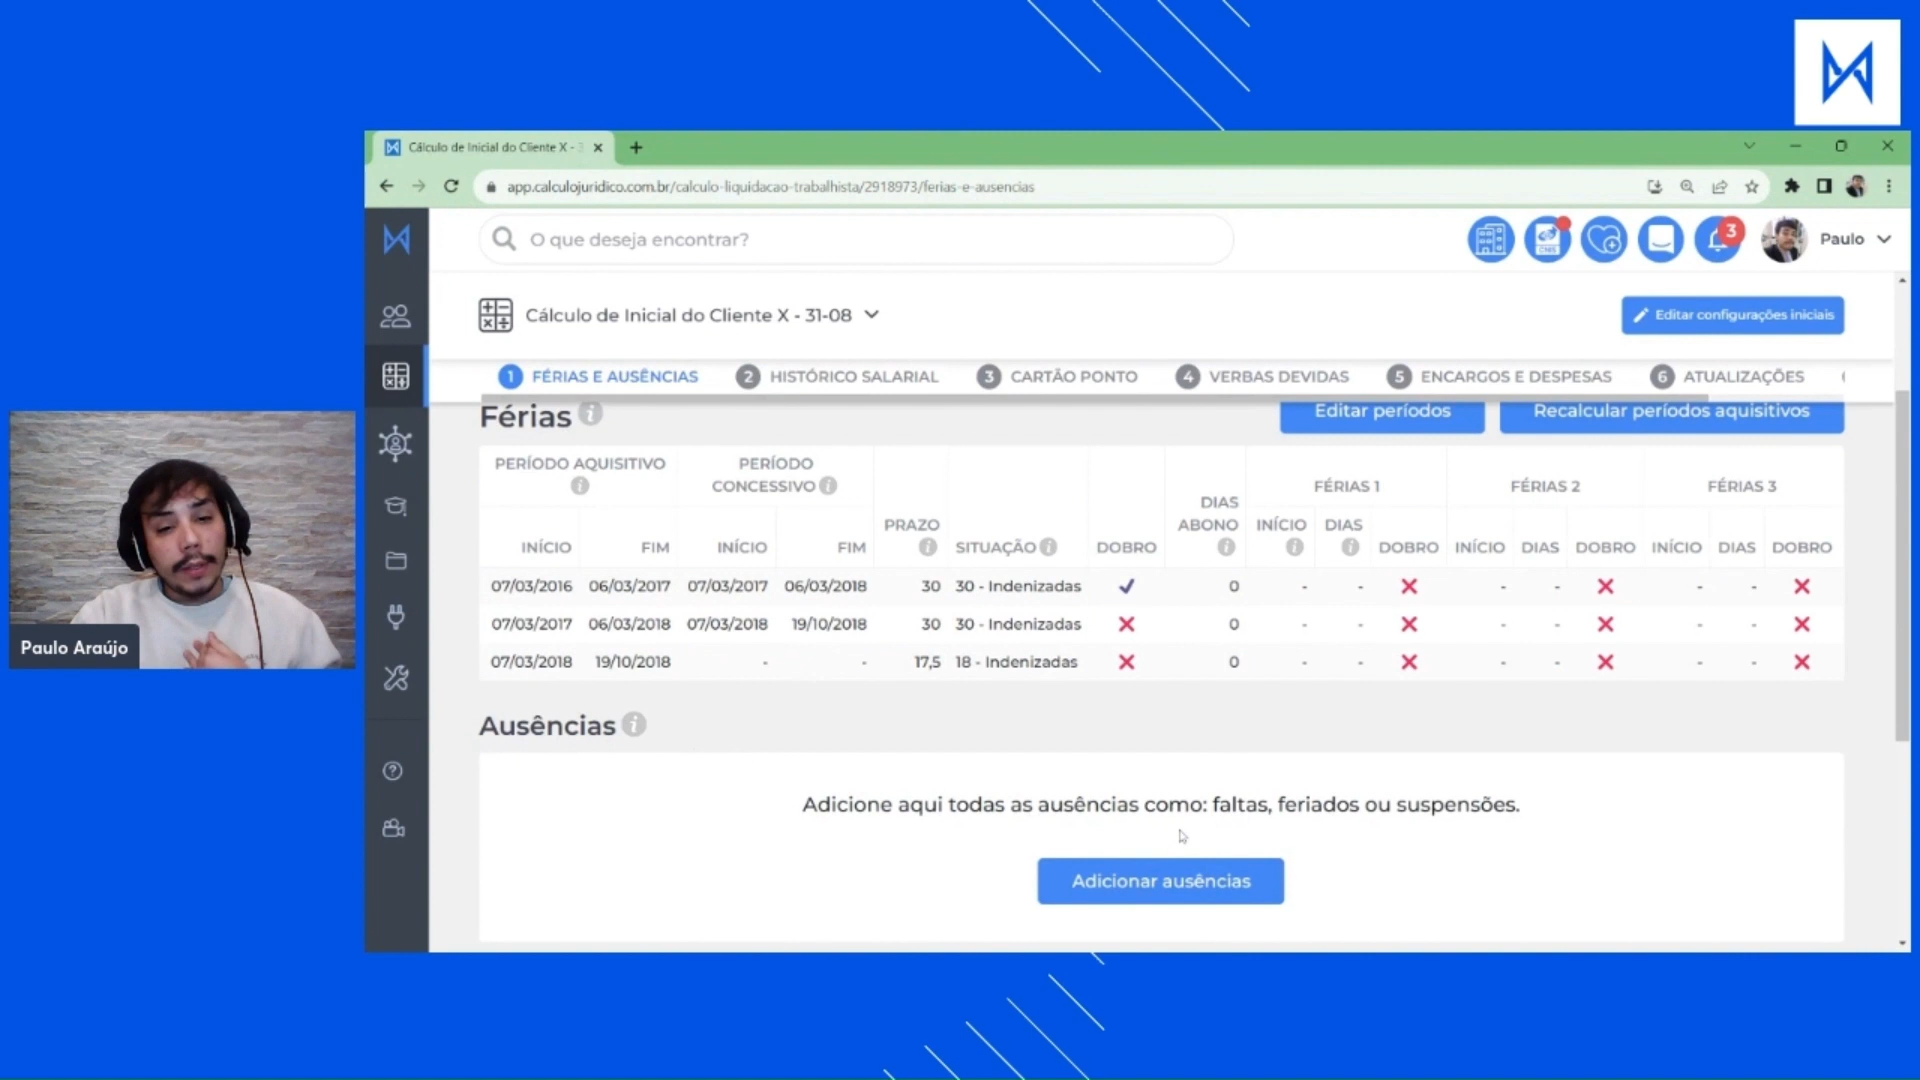 Cálculo de Inicial do Cliente X - 3
app.calculojuridico.com.br/calculo-liquidacao-trabalhista/2918973/ferias-e-ausencias
O que deseja encontrar?
CNIS
3
Paulo
Cálculo de Inicial do Cliente X - 31-08
Editar configurações iniciais
1 FÉRIAS E AUSÊNCIAS 2 HISTÓRICO SALARIAL 3 CARTÃO PONTO 4 VERBAS DEVIDAS 5 ENCARGOS E DESPESAS 6 ATUALIZAÇÕES
Férias
Editar períodos
Recalcular períodos aquisitivos
PERÍODO AQUISITIVO PERÍODO CONCESSIVO PRAZO SITUAÇÃO DOBRO DIAS ABONO FÉRIAS 1 FÉRIAS 2 FÉRIAS 3
INÍCIO FIM INÍCIO FIM INÍCIO DIAS DOBRO INÍCIO DIAS DOBRO INÍCIO DIAS DOBRO
07/03/2016 06/03/2017 07/03/2017 06/03/2018 30 30 - Indenizadas 0 - - - - - -
07/03/2017 06/03/2018 07/03/2018 19/10/2018 30 30 - Indenizadas 0 - - - - - -
07/03/2018 19/10/2018 - - 17,5 18 - Indenizadas 0 - - - - - -
Ausências
Adicione aqui todas as ausências como: faltas, feriados ou suspensões.
Adicionar ausências
Paulo Araújo